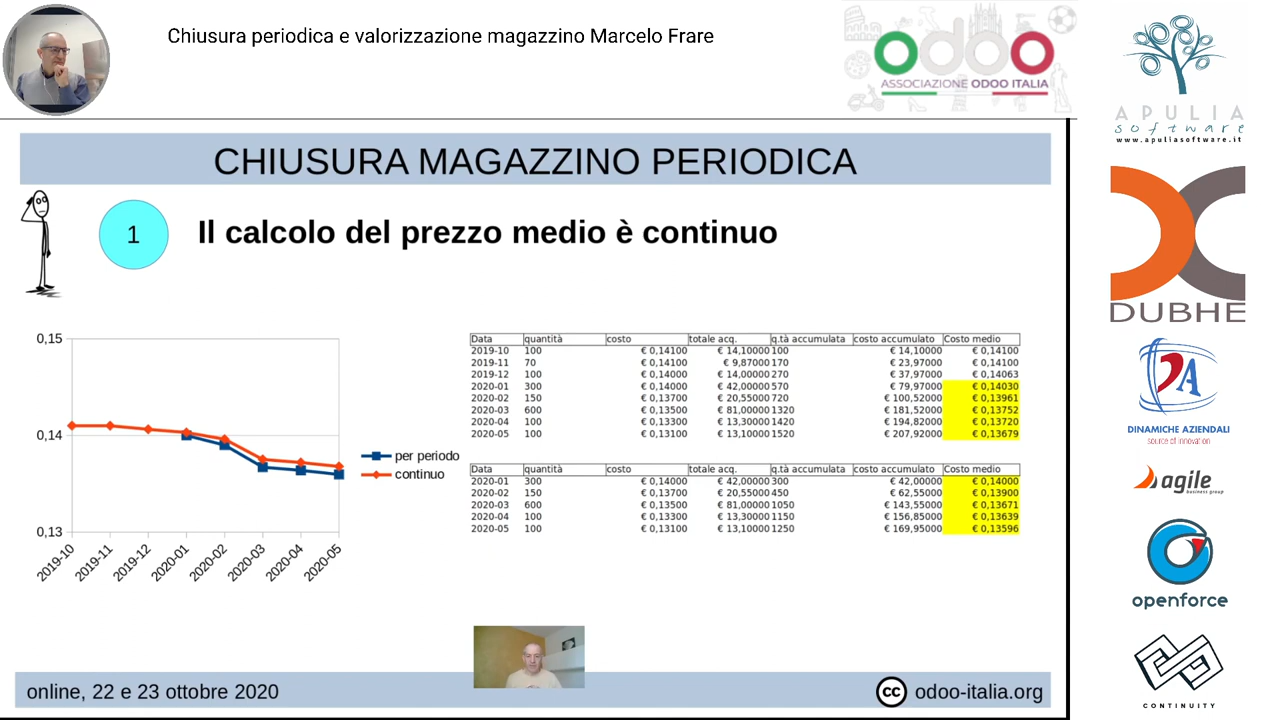 Chiusura periodica e valorizzazione magazzino Marcelo Frare
odoo
ASSOCIAZIONE ODOO ITALIA
APULIA
software
www.apuliasoftware.it
CHIUSURA MAGAZZINO PERIODICA
1
Il calcolo del prezzo medio è continuo
DUBHE
0,15
0,14
0,13
2019-10
2019-11
2019-12
2020-01
2020-02
2020-03
2020-04
2020-05
per periodo
continuo
Data quantità costo totale acq. q.tà accumulata costo accumulato Costo medio
2019-10 100 € 0,14100 € 14,10000 100 € 14,10000 € 0,14100
2019-11 70 € 0,14100 € 9,87000 170 € 23,97000 € 0,14100
2019-12 100 € 0,14000 € 14,00000 270 € 37,97000 € 0,14063
2020-01 300 € 0,14000 € 42,00000 570 € 79,97000 € 0,14030
2020-02 150 € 0,13700 € 20,55000 720 € 100,52000 € 0,13961
2020-03 600 € 0,13500 € 81,00000 1320 € 181,52000 € 0,13752
2020-04 100 € 0,13300 € 13,30000 1420 € 194,82000 € 0,13720
2020-05 100 € 0,13100 € 13,10000 1520 € 207,92000 € 0,13679
Data quantità costo totale acq. q.tà accumulata costo accumulato Costo medio
2020-01 300 € 0,14000 € 42,00000 300 € 42,00000 € 0,14000
2020-02 150 € 0,13700 € 20,55000 450 € 62,55000 € 0,13900
2020-03 600 € 0,13500 € 81,00000 1050 € 143,55000 € 0,13671
2020-04 100 € 0,13300 € 13,30000 1150 € 156,85000 € 0,13639
2020-05 100 € 0,13100 € 13,10000 1250 € 169,95000 € 0,13596
DA
DINAMICHE AZIENDALI
source of innovation
agile
business group
openforce
CONTINUITY
online, 22 e 23 ottobre 2020
cc odoo-italia.org